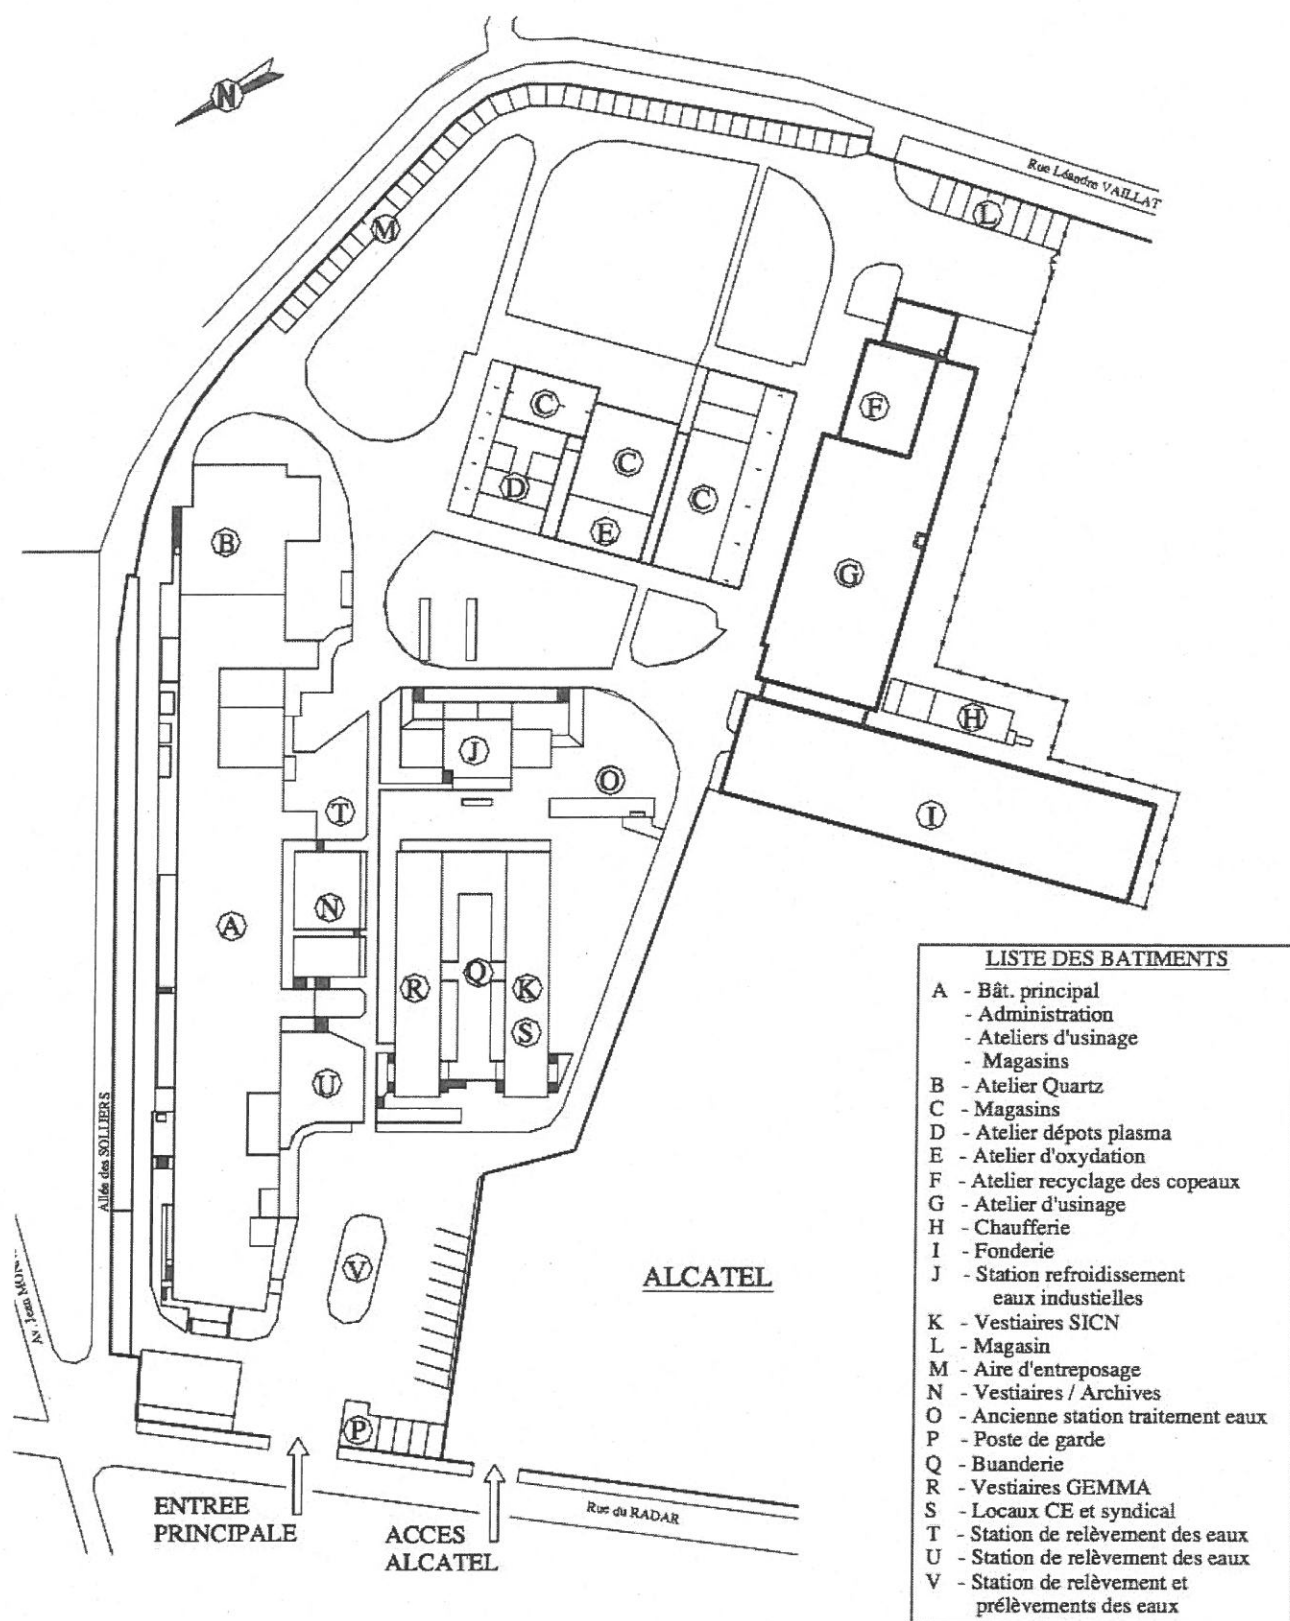 N
Rue Léandre VAILLAT
M
L
F
C
C
C
D
E
B
G
H
J
O
T
I
N
A
R
Q
K
S
U
Allée des SOLLIERS
V
ALCATEL
Av. Jean
P
ENTREE
PRINCIPALE
ACCES
ALCATEL
Rue du RADAR
LISTE DES BATIMENTS
A - Bât. principal
- Administration
- Ateliers d'usinage
- Magasins
B - Atelier Quartz
C - Magasins
D - Atelier dépots plasma
E - Atelier d'oxydation
F - Atelier recyclage des copeaux
G - Atelier d'usinage
H - Chaufferie
I - Fonderie
J - Station refroidissement
eaux industielles
K - Vestiaires SICN
L - Magasin
M - Aire d'entreposage
N - Vestiaires / Archives
O - Ancienne station traitement eaux
P - Poste de garde
Q - Buanderie
R - Vestiaires GEMMA
S - Locaux CE et syndical
T - Station de relèvement des eaux
U - Station de relèvement des eaux
V - Station de relèvement et
prélèvements des eaux